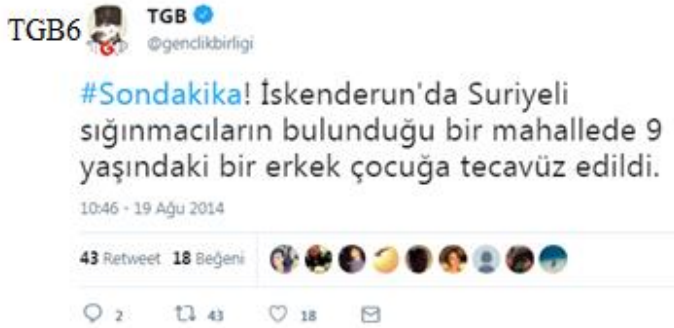 TGB6
TGB
@genclikbirligi
#Sondakika! İskenderun'da Suriyeli
sığınmacıların bulunduğu bir mahallede 9
yaşındaki bir erkek çocuğa tecavüz edildi.
10:46 - 19 Ağu 2014
43 Retweet 18 Beğeni
2 43 18